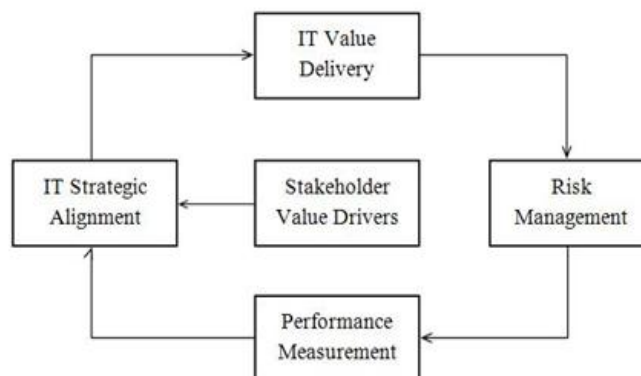 IT Value
Delivery
IT Strategic
Alignment
Stakeholder
Value Drivers
Risk
Management
Performance
Measurement